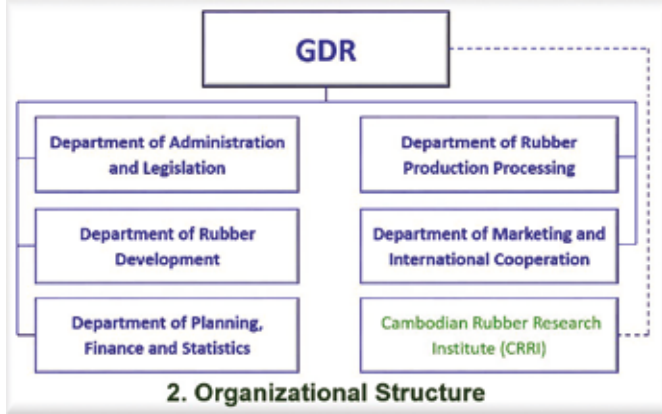 GDR
Department of Administration
and Legislation
Department of Rubber
Production Processing
Department of Rubber
Development
Department of Marketing and
International Cooperation
Department of Planning,
Finance and Statistics
Cambodian Rubber Research
Institute (CRRI)
2. Organizational Structure